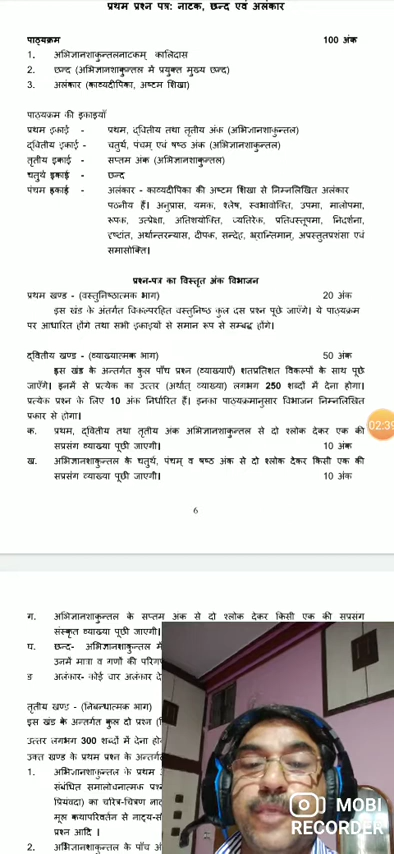 प्रथम प्रश्न पत्र: नाटक, छन्द एवं अलंकार
पाठ्यक्रम 100 अंक
1. अभिज्ञानशाकुन्तलनाटकम् कालिदास
2. छन्द (अभिज्ञानशाकुन्तल में प्रयुक्त मुख्य छन्द)
3. अलंकार (काव्यदीपिका, अष्टम शिखा)
पाठ्यक्रम की इकाइयाँ
प्रथम इकाई - प्रथम, द्वितीय तथा तृतीय अंक (अभिज्ञानशाकुन्तल)
द्वितीय इकाई - चतुर्थ, पंचम् एवं षष्ठ अंक (अभिज्ञानशाकुन्तल)
तृतीय इकाई - सप्तम अंक (अभिज्ञानशाकुन्तल)
चतुर्थ इकाई - छन्द
पंचम इकाई - अलंकार - काव्यदीपिका की अष्टम शिखा से निम्नलिखित अलंकार
पठनीय हैं। अनुप्रास, यमक, श्लेष, स्वभावोक्ति, उपमा, मालोपमा,
रूपक, उत्प्रेक्षा, अतिशयोक्ति, व्यतिरेक, प्रतिवस्तूपमा, निदर्शना,
दृष्टांत, अर्थान्तरन्यास, दीपक, सन्देह, भ्रान्तिमान्, अप्रस्तुतप्रशंसा एवं
समासोक्ति।
प्रश्न-पत्र का विस्तृत अंक विभाजन
प्रथम खण्ड - (वस्तुनिष्ठात्मक भाग) 20 अंक
इस खंड के अंतर्गत विकल्परहित वस्तुनिष्ठ कुल दस प्रश्न पूछे जाएँगे। ये पाठ्यक्रम
पर आधारित होंगे तथा सभी इकाइयों से समान रूप से सम्बद्ध होंगे।
द्वितीय खण्ड - (व्याख्यात्मक भाग) 50 अंक
इस खंड के अन्तर्गत कुल पाँच प्रश्न (व्याख्याएँ) शतप्रतिशत विकल्पों के साथ पूछे
जाएँगे। इनमें से प्रत्येक का उत्तर (अर्थात् व्याख्या) लगभग 250 शब्दों में देना होगा।
प्रत्येक प्रश्न के लिए 10 अंक निर्धारित हैं। इनका पाठ्यक्रमानुसार विभाजन निम्नलिखित
प्रकार से होगा।
क. प्रथम, द्वितीय तथा तृतीय अंक अभिज्ञानशाकुन्तल से दो श्लोक देकर एक की
सप्रसंग व्याख्या पूछी जाएगी। 10 अंक
02:39
ख. अभिज्ञानशाकुन्तल के चतुर्थ, पंचम् व षष्ठ अंक से दो श्लोक देकर किसी एक की
सप्रसंग व्याख्या पूछी जाएगी। 10 अंक
6
ग. अभिज्ञानशाकुन्तल के सप्तम अंक से दो श्लोक देकर किसी एक की सप्रसंग
संस्कृत व्याख्या पूछी जाएगी।
घ. छन्द- अभिज्ञानशाकुन्तल में
उनमें मात्रा व गणों की
ड अलंकार- कोई चार अलंकार दे
तृतीय खण्ड - (निबन्धात्मक भाग)
इस खंड के अन्तर्गत कुल दो प्रश्न
उत्तर लगभग 300 शब्दों में देना
उक्त खण्ड के प्रथम प्रश्न के
1. अभिज्ञानशाकुन्तल के प्रथम
संबंधित समालोचनात्मक
प्रियंवदा) का चरित्र-चित्रण
मूल कथापरिवर्तन से
प्रश्न आदि ।
2. अभिज्ञानशाकुन्तल के पाँच
MOBI
RECORDER